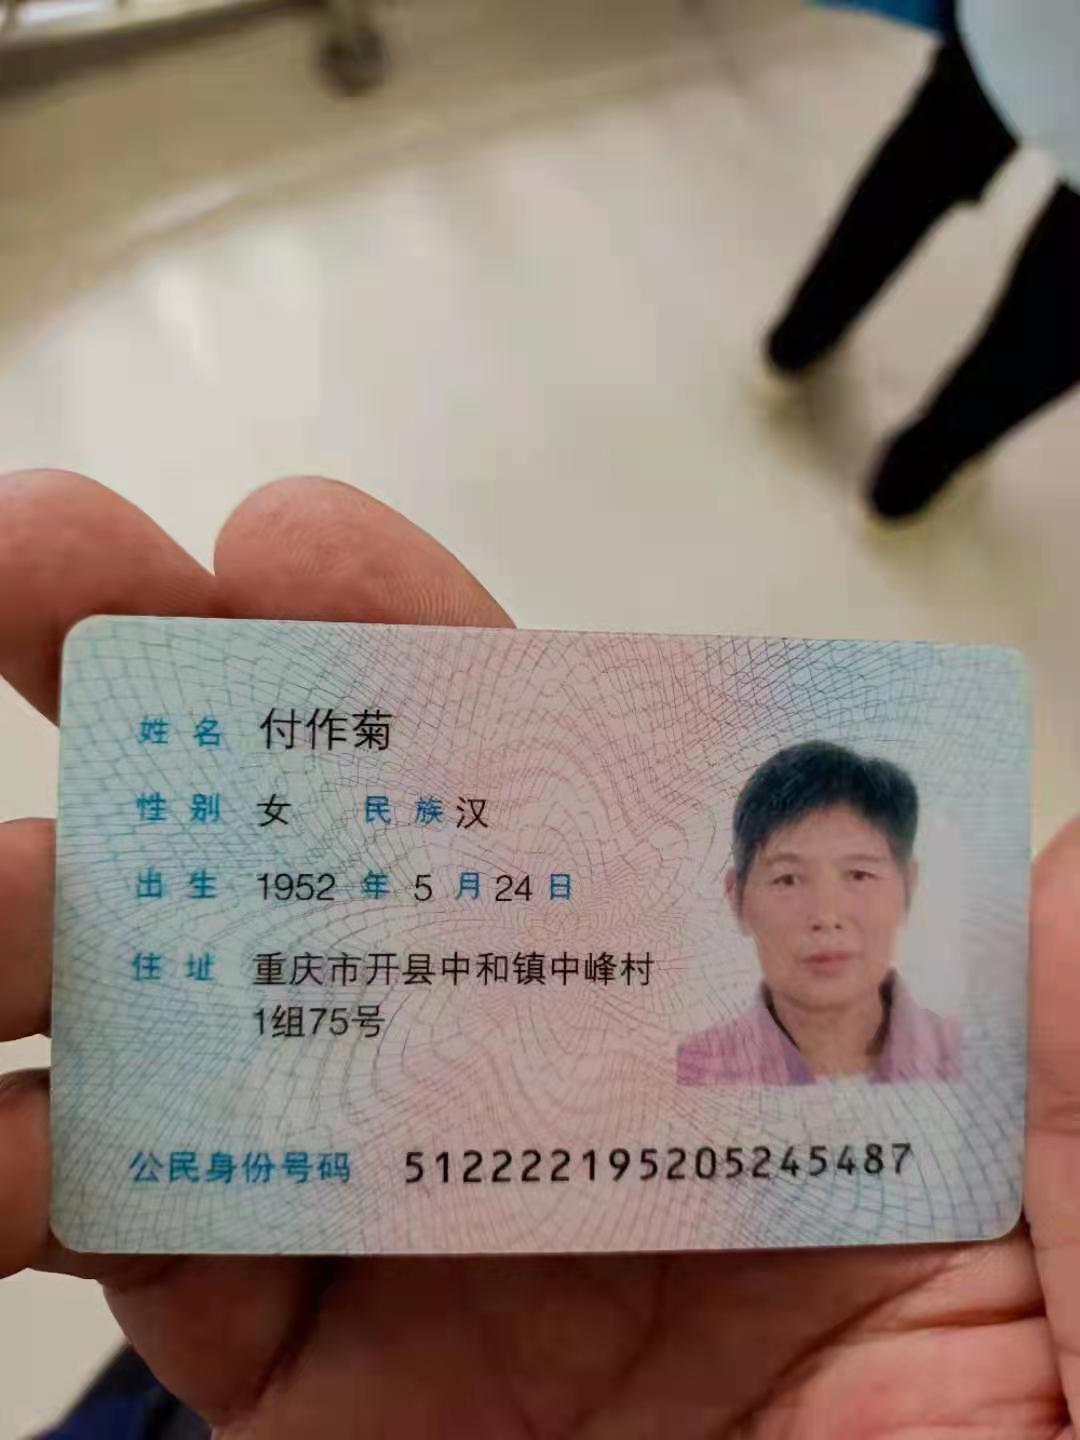 姓名 付作菊
性别 女 民族 汉
出生 1952 年 5 月 24 日
住址 重庆市开县中和镇中峰村
1组75号
公民身份号码 512222195205245487